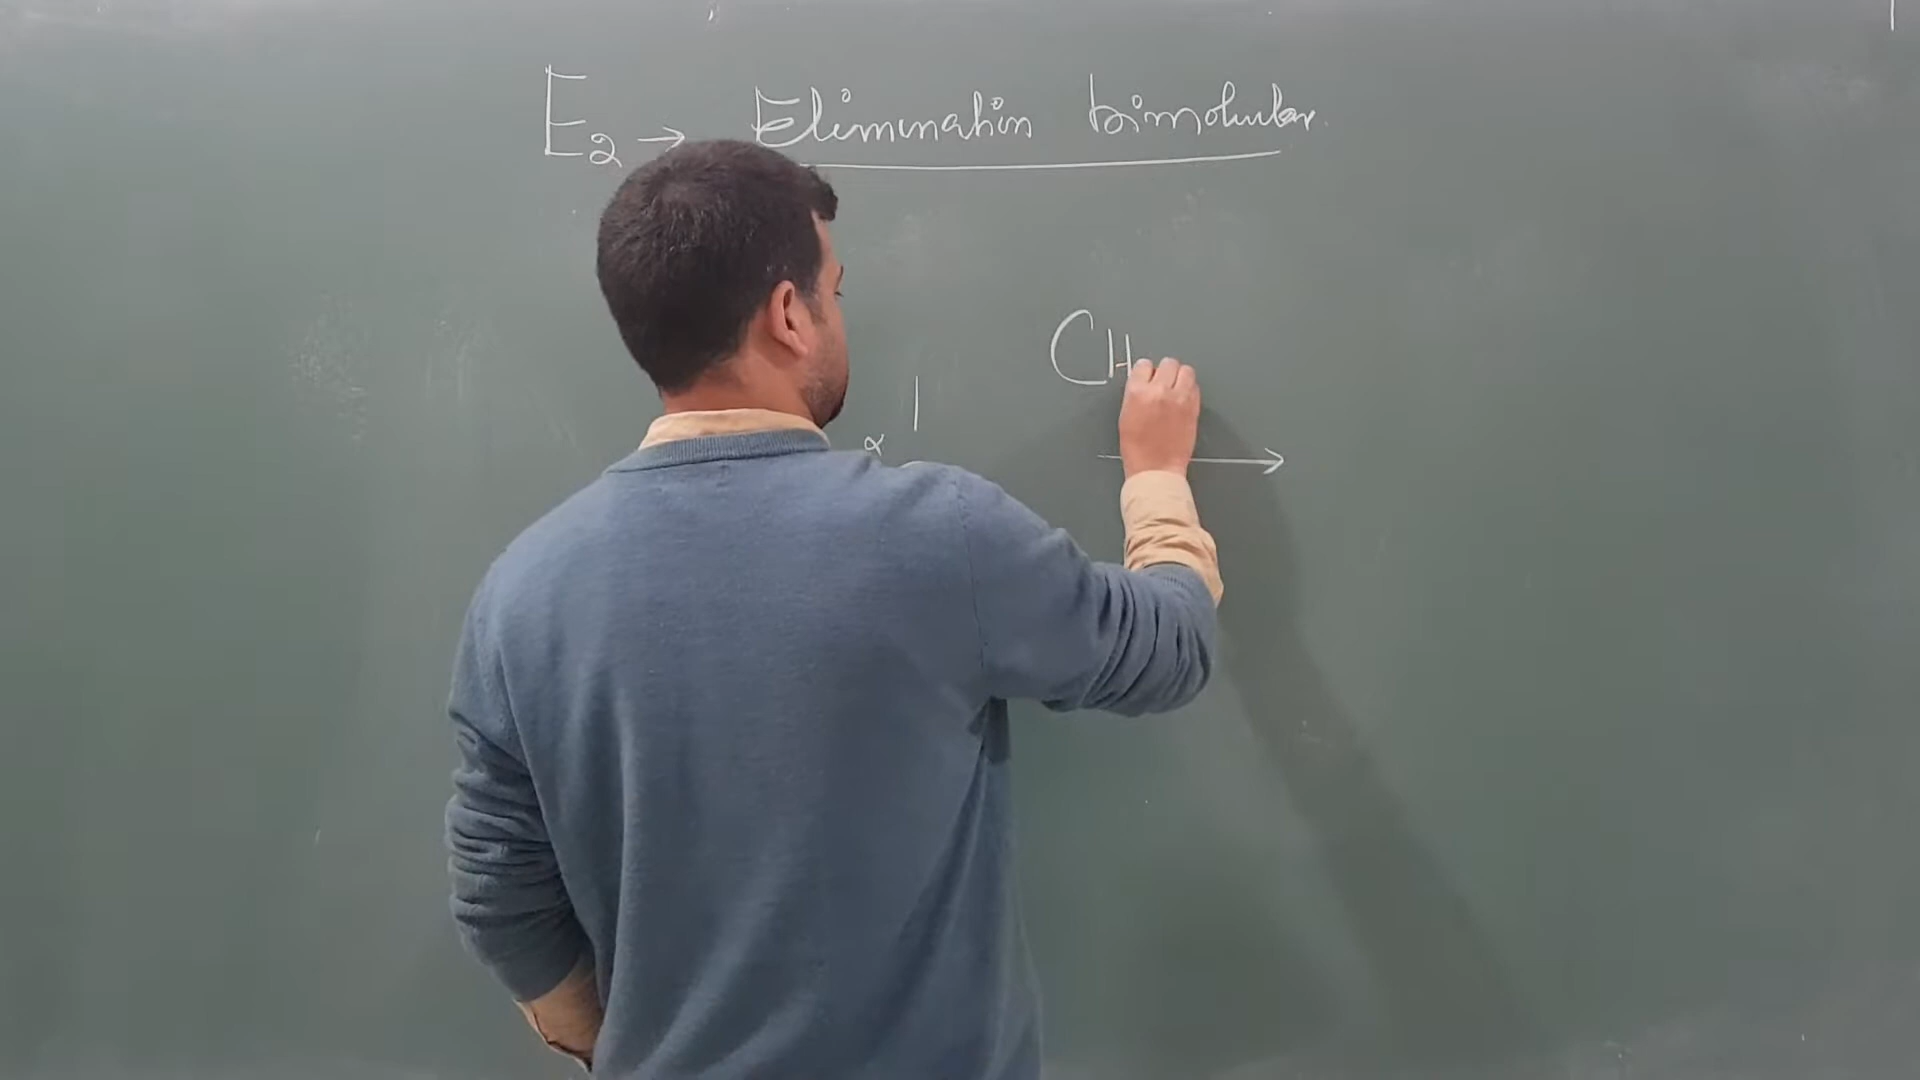 E₂ → Elimination bimolecular
CH
α